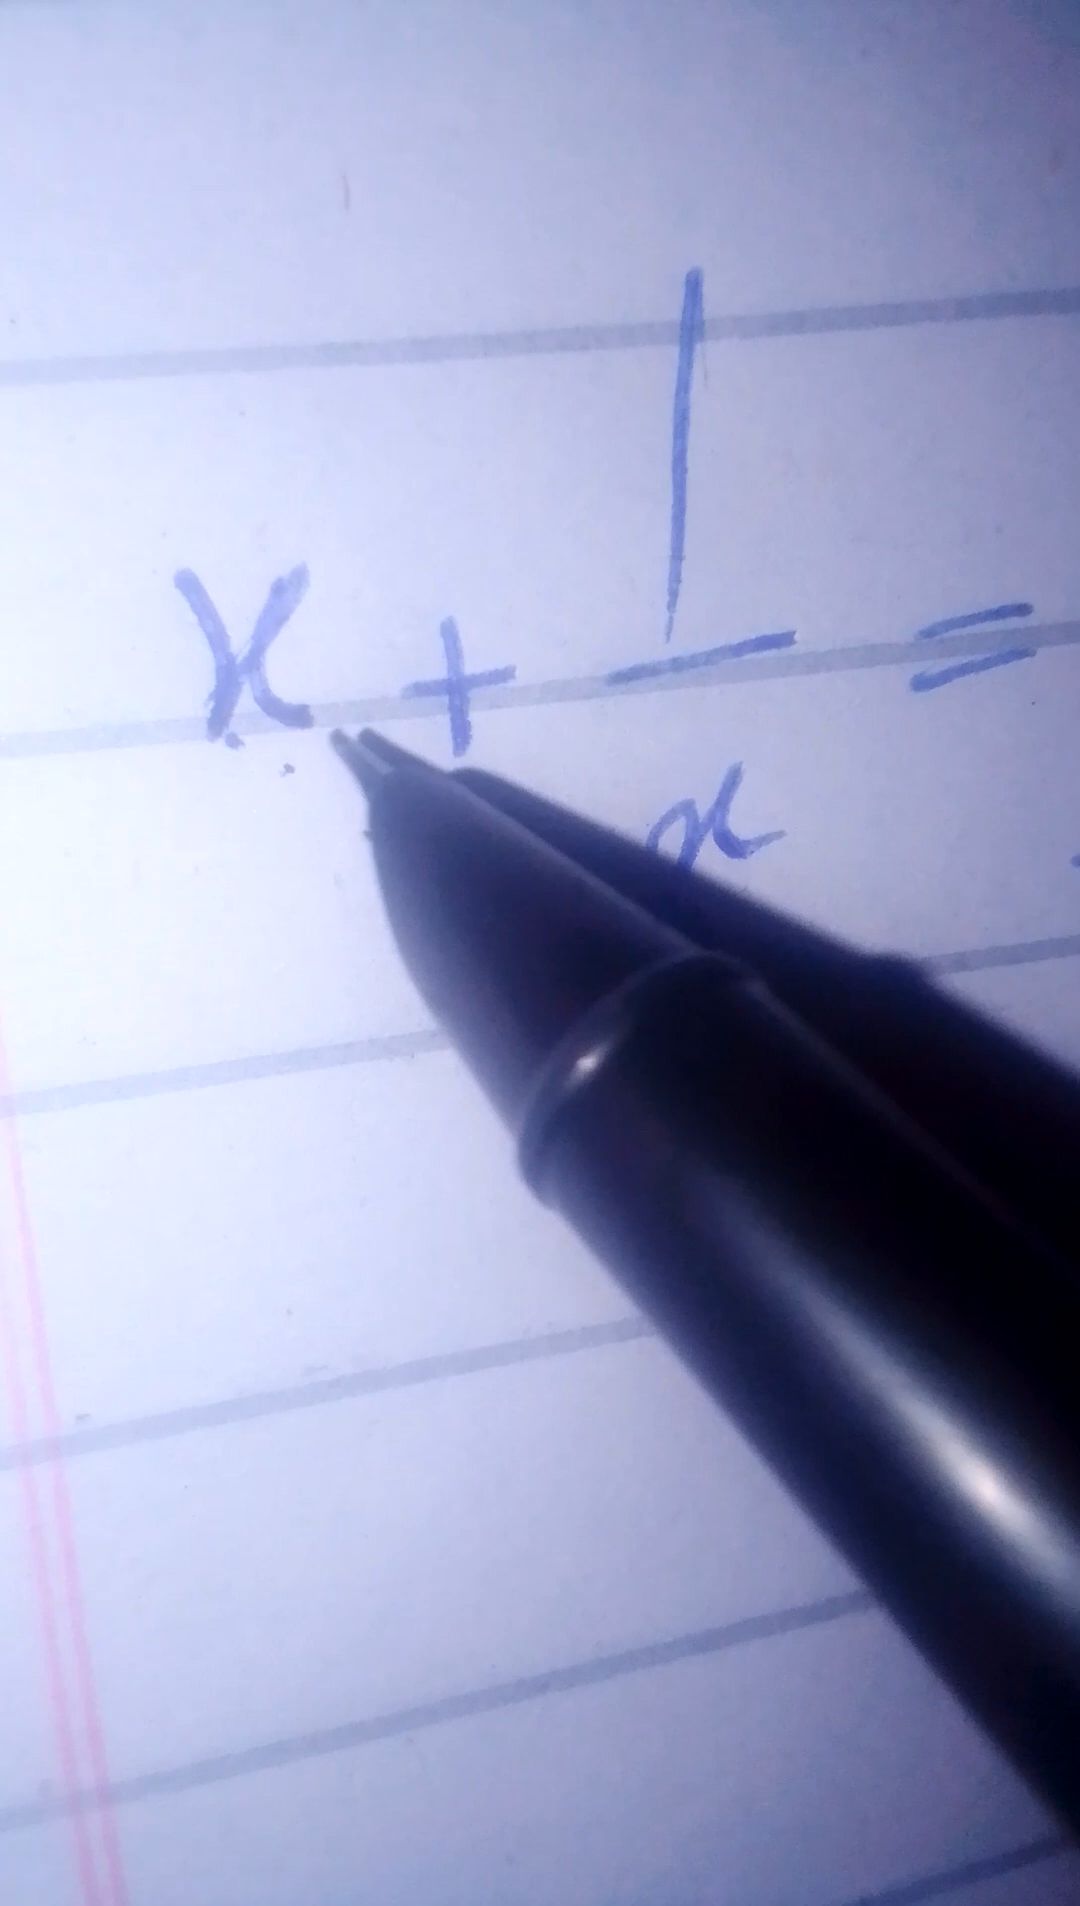 x + 1/x =